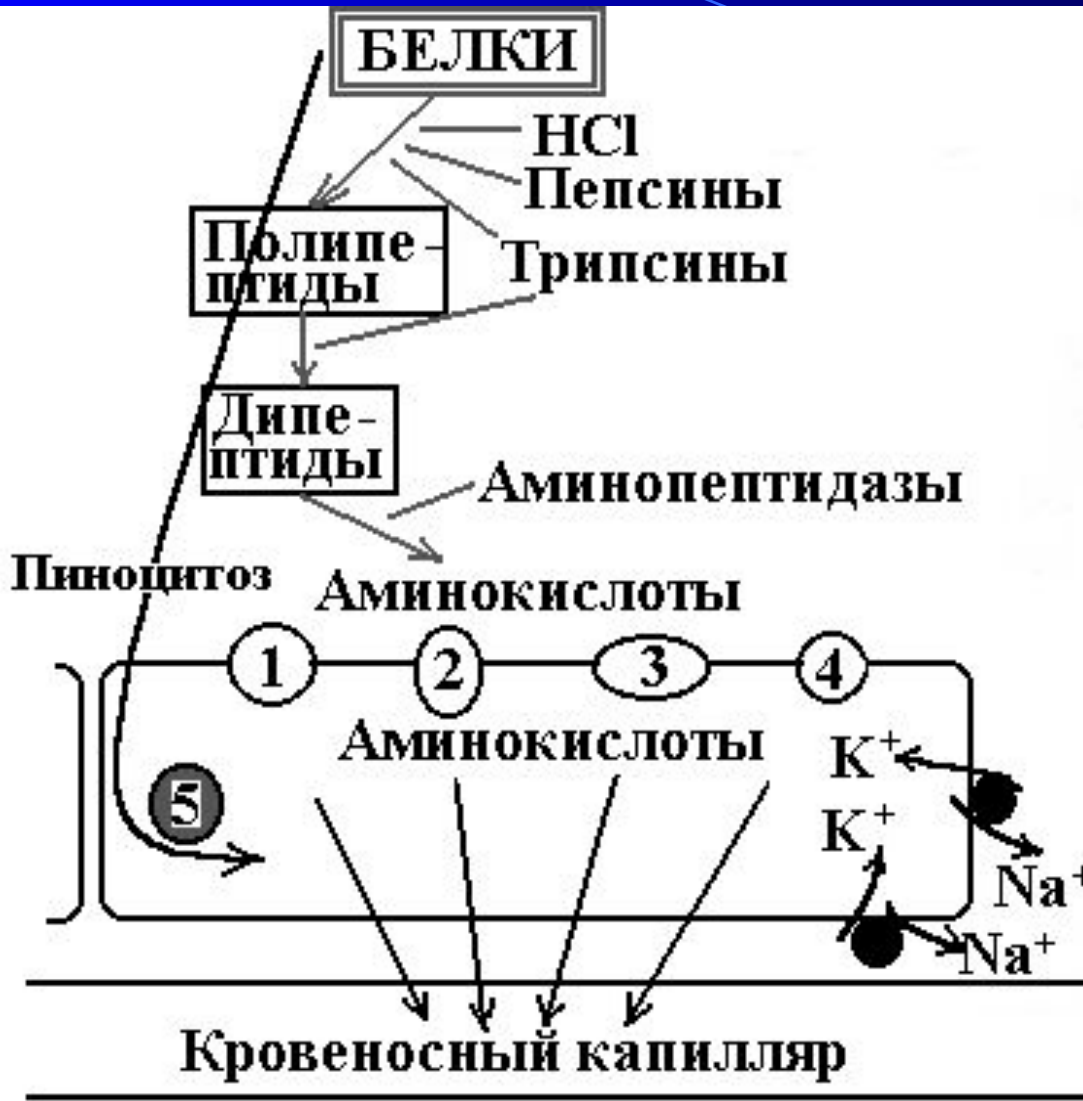 БЕЛКИ
HCl
Пепсины
Полипе-
птиды
Трипсины
Дипе-
птиды
Аминопептидазы
Пиноцитоз
Аминокислоты
1
2
3
4
Аминокислоты
K⁺
5
K⁺
Na⁺
Na⁺
Кровеносный капилляр